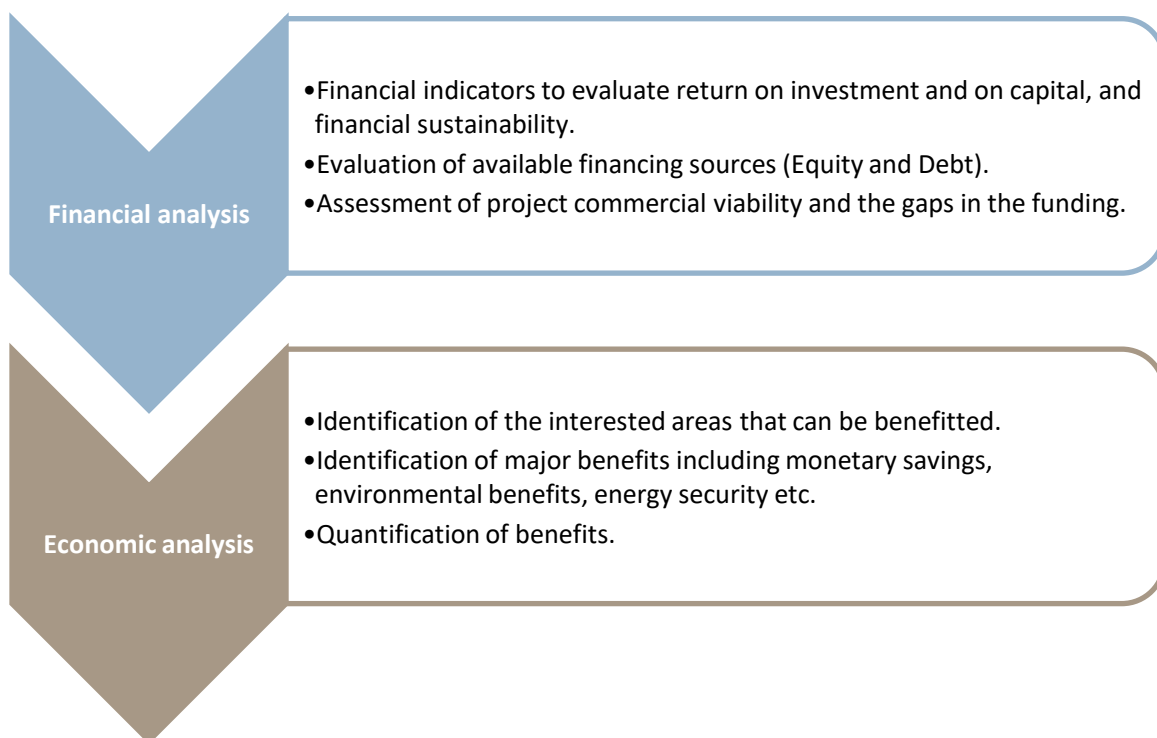 Financial analysis
•Financial indicators to evaluate return on investment and on capital, and
financial sustainability.
•Evaluation of available financing sources (Equity and Debt).
•Assessment of project commercial viability and the gaps in the funding.
Economic analysis
•Identification of the interested areas that can be benefitted.
•Identification of major benefits including monetary savings,
environmental benefits, energy security etc.
•Quantification of benefits.